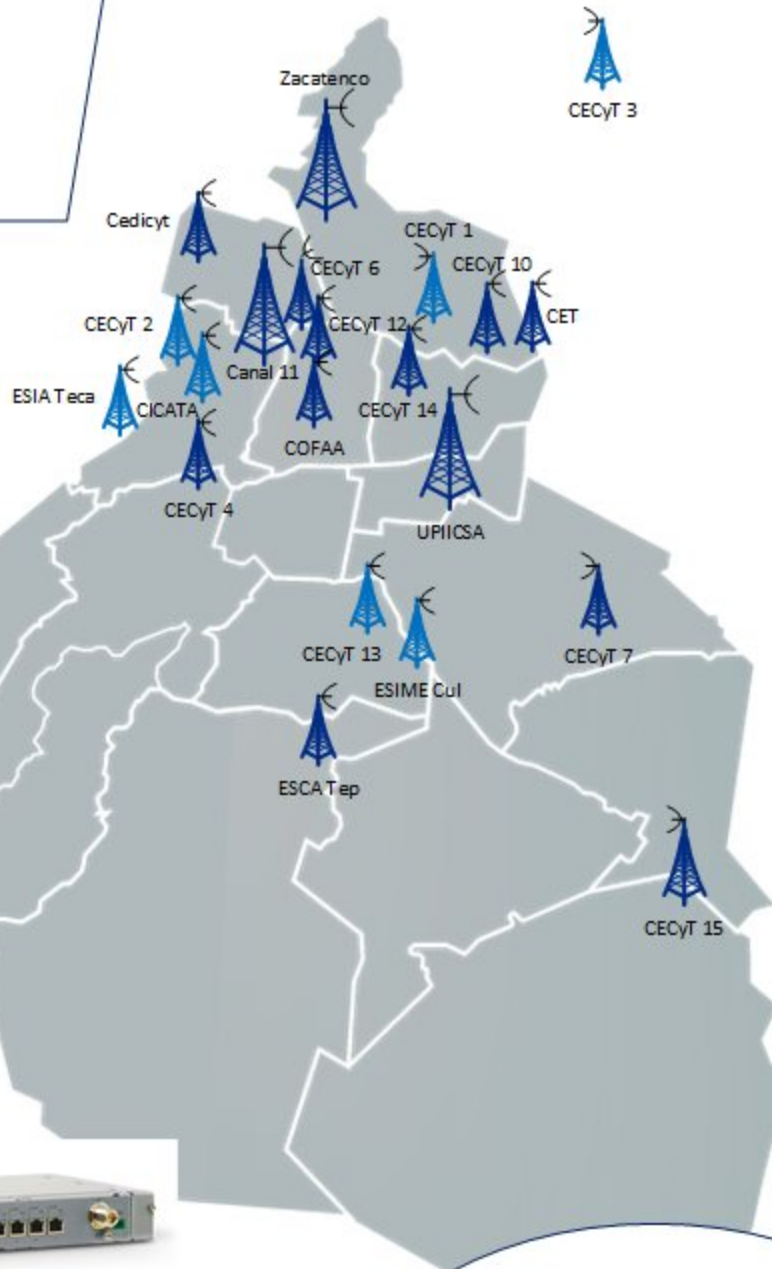 Zacatenco
CECyT 3
Cedicyt
CECyT 1
CECyT 6
CECyT 10
CECyT 2
CECyT 12
CET
Canal 11
ESIA Teca
CICATA
CECyT 14
COFAA
CECyT 4
UPIICSA
CECyT 13
CECyT 7
ESIME Cul
ESCA Tep
CECyT 15